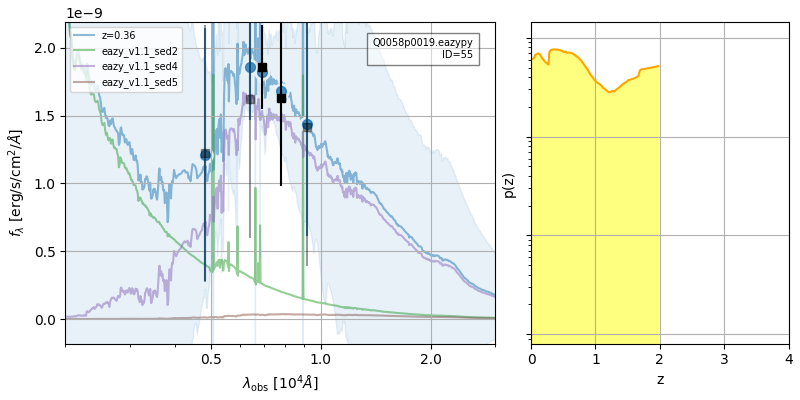 1e−9
z=0.36
eazy_v1.1_sed2
eazy_v1.1_sed4
eazy_v1.1_sed5
Q0058p0019.eazypy
ID=55
2.0
1.5
1.0
0.5
0.0
f_λ [erg/s/cm²/Å]
0.5 1.0 2.0
λ_obs [10⁴Å]
p(z)
0 1 2 3 4
z